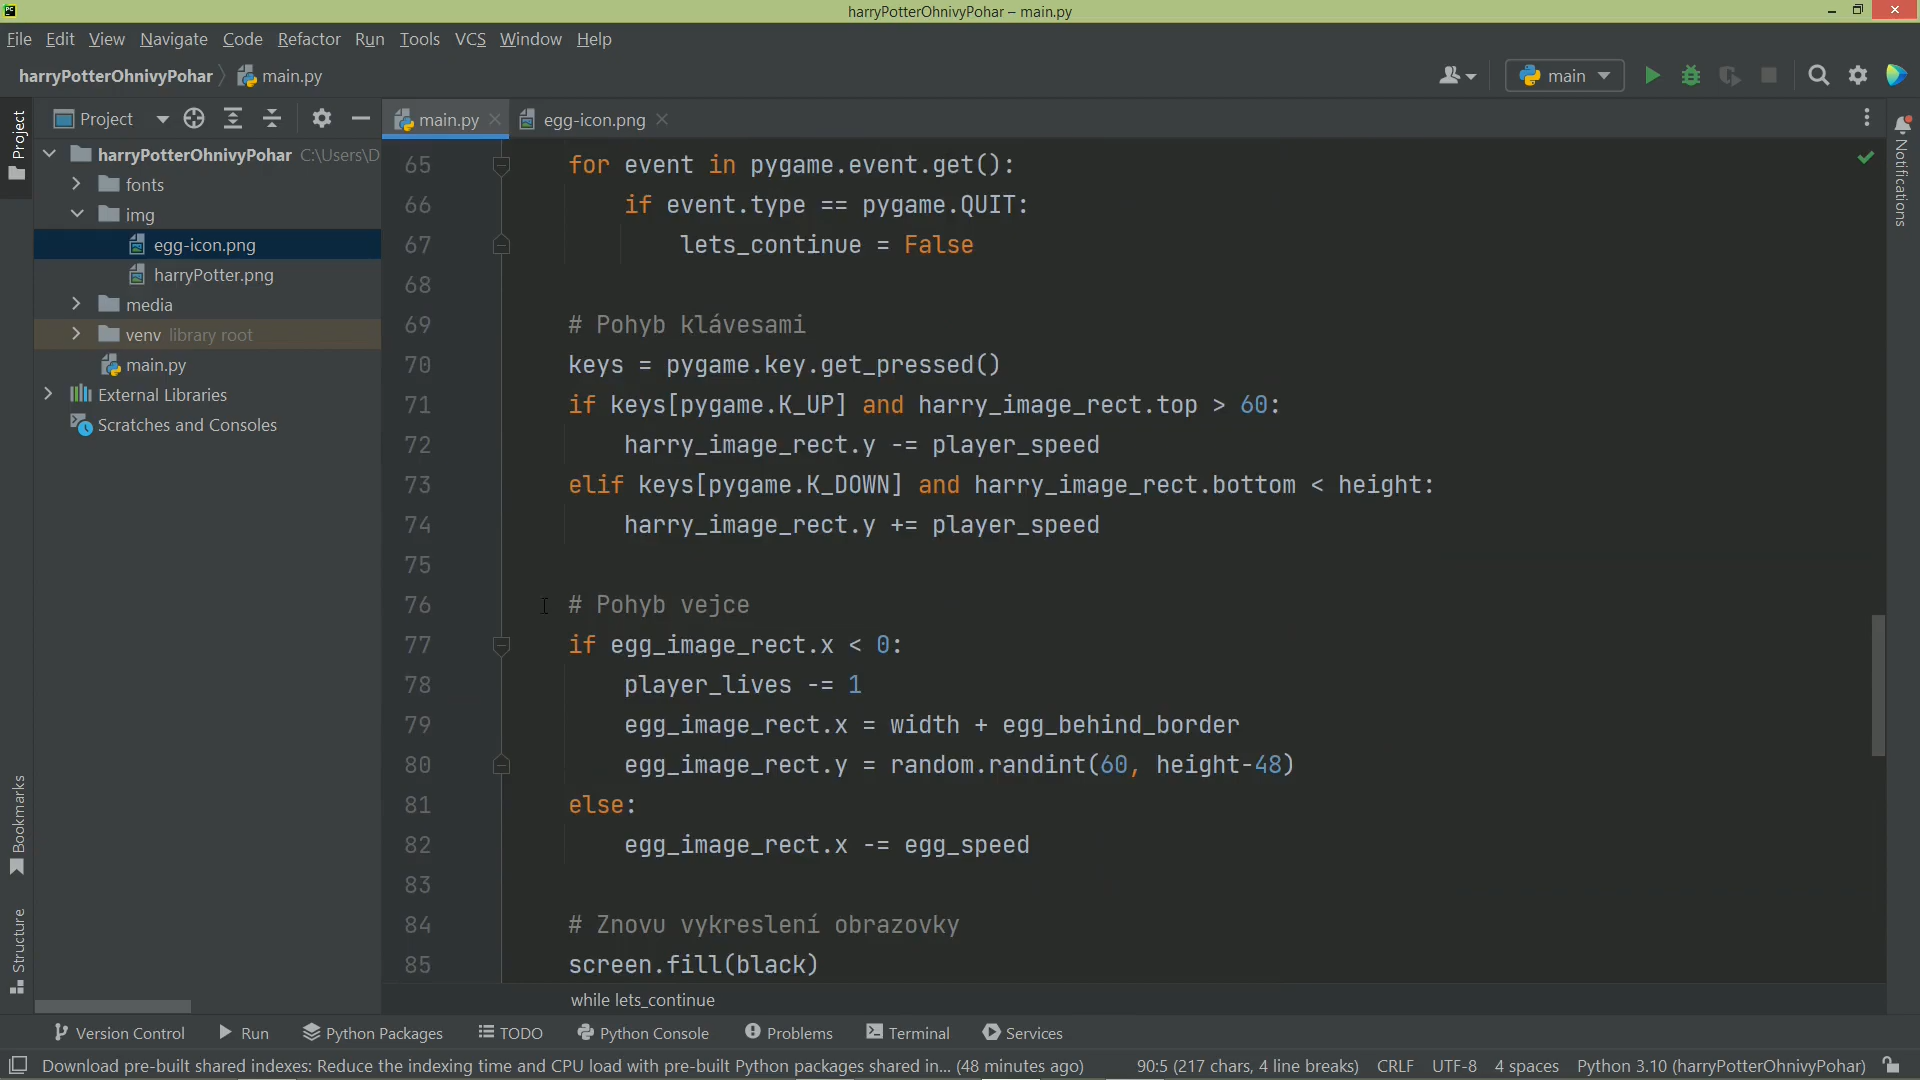 harryPotterOhnivyPohar – main.py
File Edit View Navigate Code Refactor Run Tools VCS Window Help
harryPotterOhnivyPohar main.py main
Project main.py egg-icon.png
Project
harryPotterOhnivyPohar C:\Users\D
fonts
img
egg-icon.png
harryPotter.png
media
venv library root
main.py
External Libraries
Scratches and Consoles
Bookmarks
Structure
65 for event in pygame.event.get():
66 if event.type == pygame.QUIT:
67 lets_continue = False
68
69 # Pohyb klávesami
70 keys = pygame.key.get_pressed()
71 if keys[pygame.K_UP] and harry_image_rect.top > 60:
72 harry_image_rect.y -= player_speed
73 elif keys[pygame.K_DOWN] and harry_image_rect.bottom < height:
74 harry_image_rect.y += player_speed
75
76 # Pohyb vejce
77 if egg_image_rect.x < 0:
78 player_lives -= 1
79 egg_image_rect.x = width + egg_behind_border
80 egg_image_rect.y = random.randint(60, height-48)
81 else:
82 egg_image_rect.x -= egg_speed
83
84 # Znovu vykreslení obrazovky
85 screen.fill(black)
while lets_continue
Notifications
Version Control Run Python Packages TODO Python Console Problems Terminal Services
Download pre-built shared indexes: Reduce the indexing time and CPU load with pre-built Python packages shared in... (48 minutes ago) 90:5 (217 chars, 4 line breaks) CRLF UTF-8 4 spaces Python 3.10 (harryPotterOhnivyPohar)